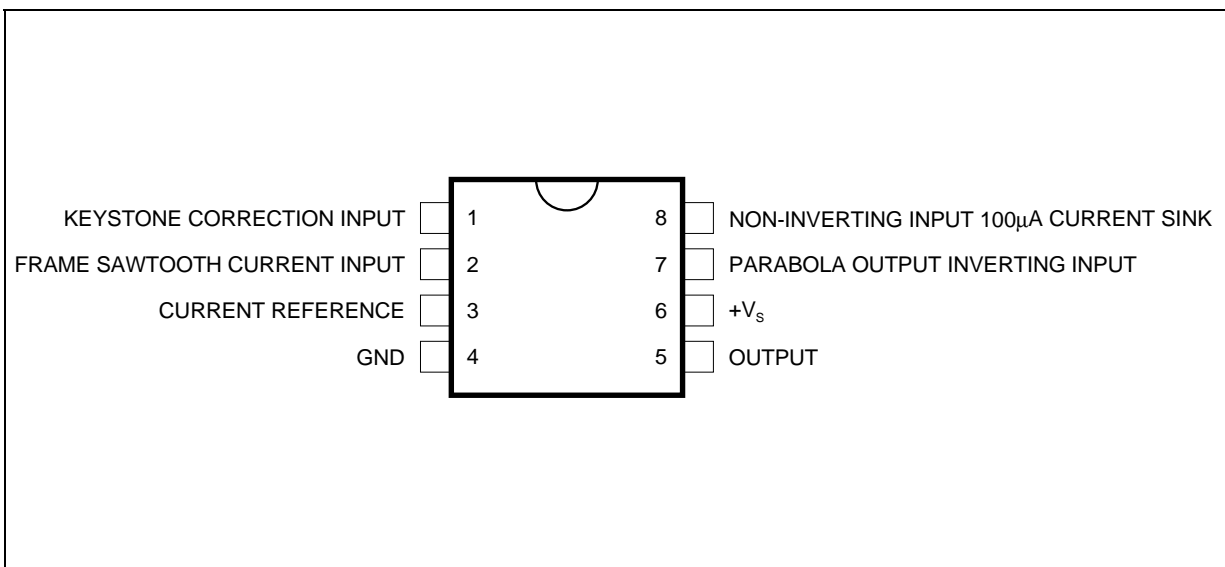 KEYSTONE CORRECTION INPUT 1 8 NON-INVERTING INPUT 100μA CURRENT SINK
FRAME SAWTOOTH CURRENT INPUT 2 7 PARABOLA OUTPUT INVERTING INPUT
CURRENT REFERENCE 3 6 +Vs
GND 4 5 OUTPUT